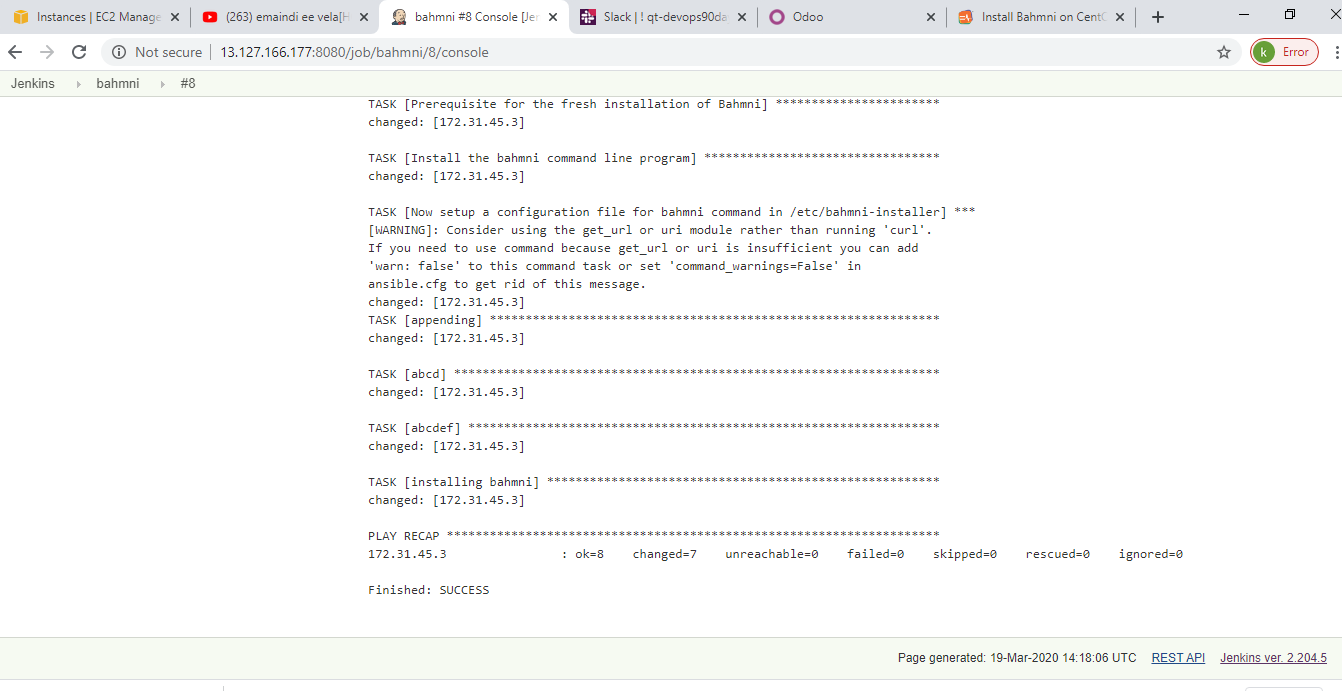 Instances | EC2 Manage
(263) emaindi ee vela[H
bahmni #8 Console [Jen
Slack | ! qt-devops90da
Odoo
Install Bahmni on CentO
Not secure
13.127.166.177:8080/job/bahmni/8/console
k
Error
Jenkins
bahmni
#8
TASK [Prerequisite for the fresh installation of Bahmni] ***********************
changed: [172.31.45.3]
TASK [Install the bahmni command line program] *********************************
changed: [172.31.45.3]
TASK [Now setup a configuration file for bahmni command in /etc/bahmni-installer] ***
[WARNING]: Consider using the get_url or uri module rather than running 'curl'.
If you need to use command because get_url or uri is insufficient you can add
'warn: false' to this command task or set 'command_warnings=False' in
ansible.cfg to get rid of this message.
changed: [172.31.45.3]
TASK [appending] ***************************************************************
changed: [172.31.45.3]
TASK [abcd] ********************************************************************
changed: [172.31.45.3]
TASK [abcdef] ******************************************************************
changed: [172.31.45.3]
TASK [installing bahmni] *******************************************************
changed: [172.31.45.3]
PLAY RECAP *********************************************************************
172.31.45.3 : ok=8 changed=7 unreachable=0 failed=0 skipped=0 rescued=0 ignored=0
Finished: SUCCESS
Page generated: 19-Mar-2020 14:18:06 UTC REST API Jenkins ver. 2.204.5